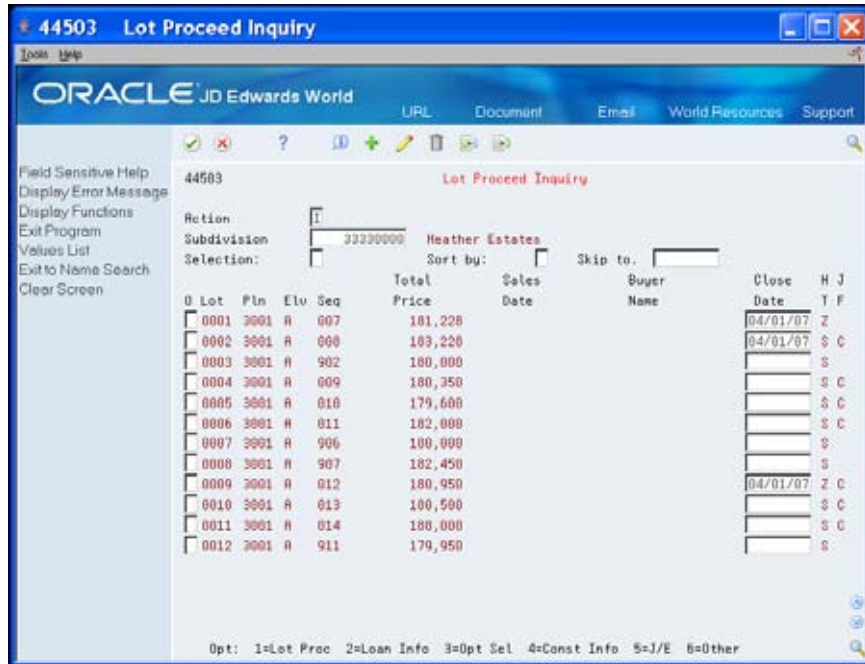 44503 Lot Proceed Inquiry
Tools Help
ORACLE JD Edwards World
URL Document Email World Resources Support
Field Sensitive Help
Display Error Message
Display Functions
Exit Program
Values List
Exit to Name Search
Clear Screen
44503 Lot Proceed Inquiry
Action I
Subdivision 33330000 Heather Estates
Selection: Sort by: Skip to.
Total Sales Buyer Close H J
O Lot Pln Elv Seq Price Date Name Date T F
0001 3001 A 007 181,220 04/01/07 Z
0002 3001 A 008 183,220 04/01/07 S C
0003 3001 A 902 180,000 S
0004 3001 A 009 180,350 S C
0005 3001 A 010 179,600 S C
0006 3001 A 011 182,000 S C
0007 3001 A 906 180,000 S
0008 3001 A 907 182,450 S
0009 3001 A 012 180,950 04/01/07 Z C
0010 3001 A 013 180,500 S C
0011 3001 A 014 180,000 S C
0012 3001 A 911 179,950 S
Opt: 1=Lot Proc 2=Loan Info 3=Opt Sel 4=Const Info 5=J/E 6=Other